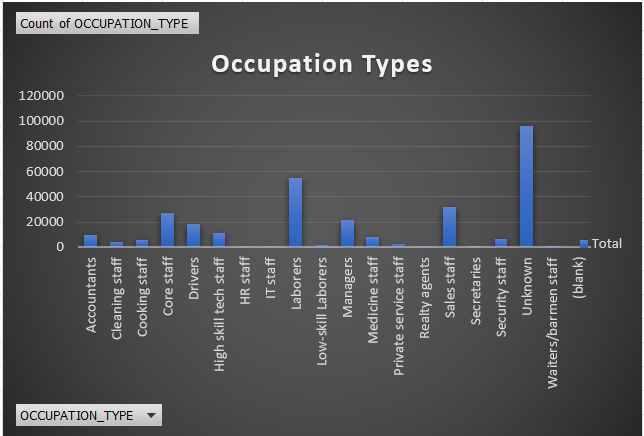 Count of OCCUPATION_TYPE
Occupation Types
120000
100000
80000
60000
40000
20000
0
Total
Accountants
Cleaning staff
Cooking staff
Core staff
Drivers
High skill tech staff
HR staff
IT staff
Laborers
Low-skill Laborers
Managers
Medicine staff
Private service staff
Realty agents
Sales staff
Secretaries
Security staff
Unknown
Waiters/barmen staff
(blank)
OCCUPATION_TYPE